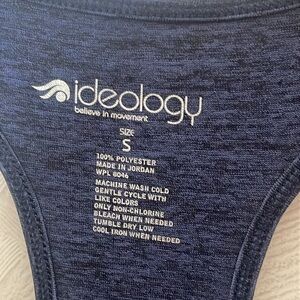 ideology
believe in movement
SIZE
S
100% POLYESTER
MADE IN JORDAN
WPL 8046
MACHINE WASH COLD
GENTLE CYCLE WITH
LIKE COLORS
ONLY NON-CHLORINE
BLEACH WHEN NEEDED
TUMBLE DRY LOW
COOL IRON WHEN NEEDED